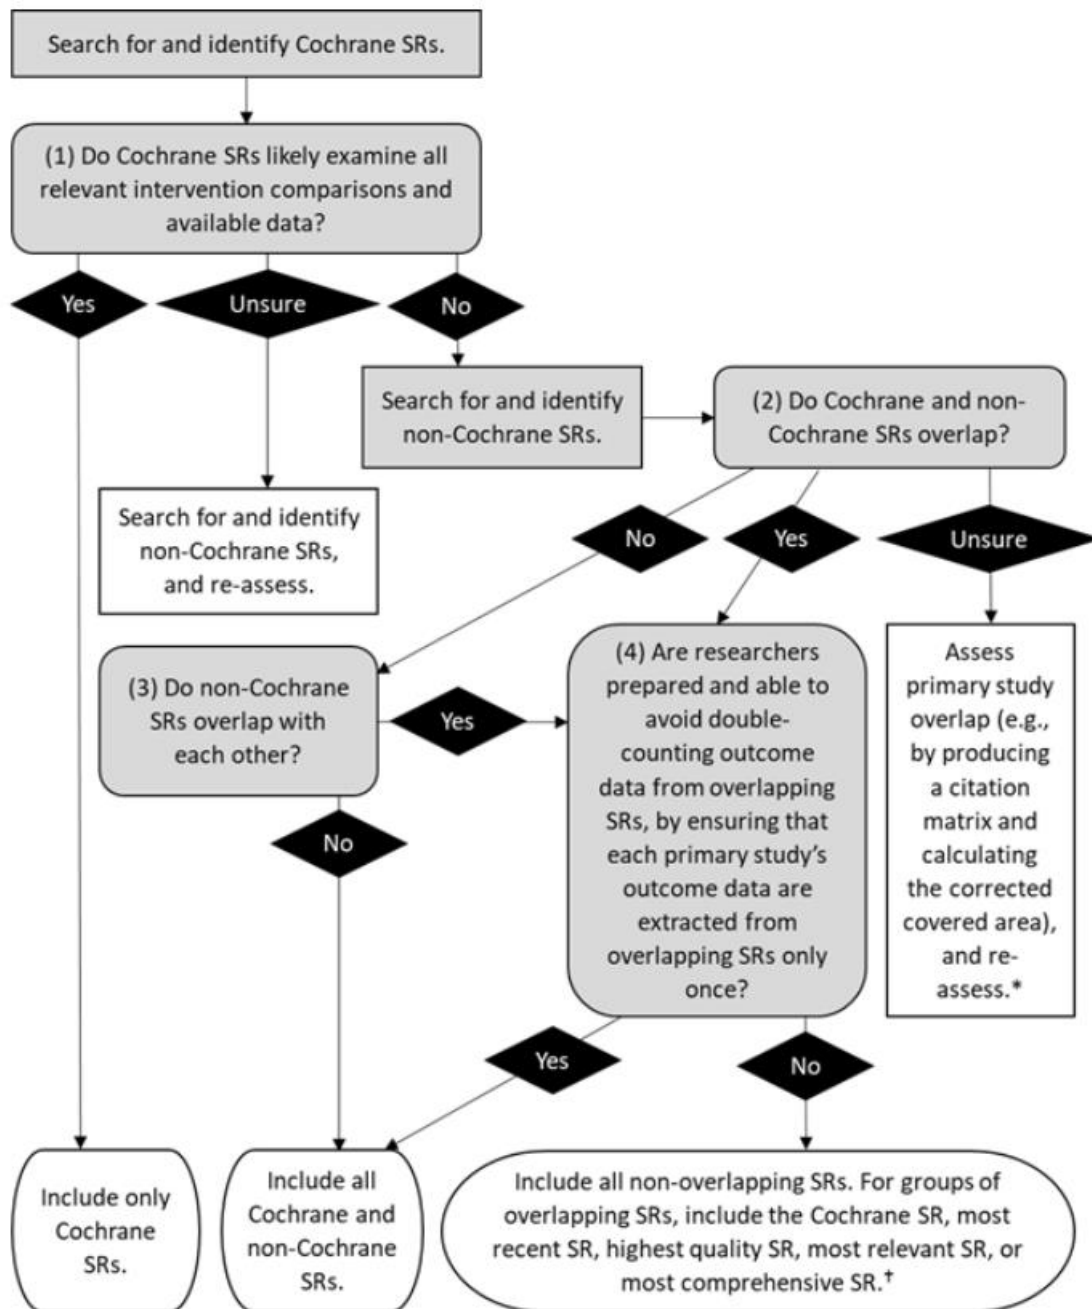 Search for and identify Cochrane SRs.
(1) Do Cochrane SRs likely examine all
relevant intervention comparisons and
available data?
Yes
Unsure
No
Search for and identify
non-Cochrane SRs.
(2) Do Cochrane and non-
Cochrane SRs overlap?
Search for and identify
non-Cochrane SRs,
and re-assess.
No
Yes
Unsure
(3) Do non-Cochrane
SRs overlap with
each other?
Yes
No
(4) Are researchers
prepared and able to
avoid double-
counting outcome
data from overlapping
SRs, by ensuring that
each primary study’s
outcome data are
extracted from
overlapping SRs only
once?
Assess
primary study
overlap (e.g.,
by producing
a citation
matrix and
calculating
the corrected
covered area),
and re-
assess.*
Yes
No
Include only
Cochrane
SRs.
Include all
Cochrane and
non-Cochrane
SRs.
Include all non-overlapping SRs. For groups of
overlapping SRs, include the Cochrane SR, most
recent SR, highest quality SR, most relevant SR, or
most comprehensive SR.†